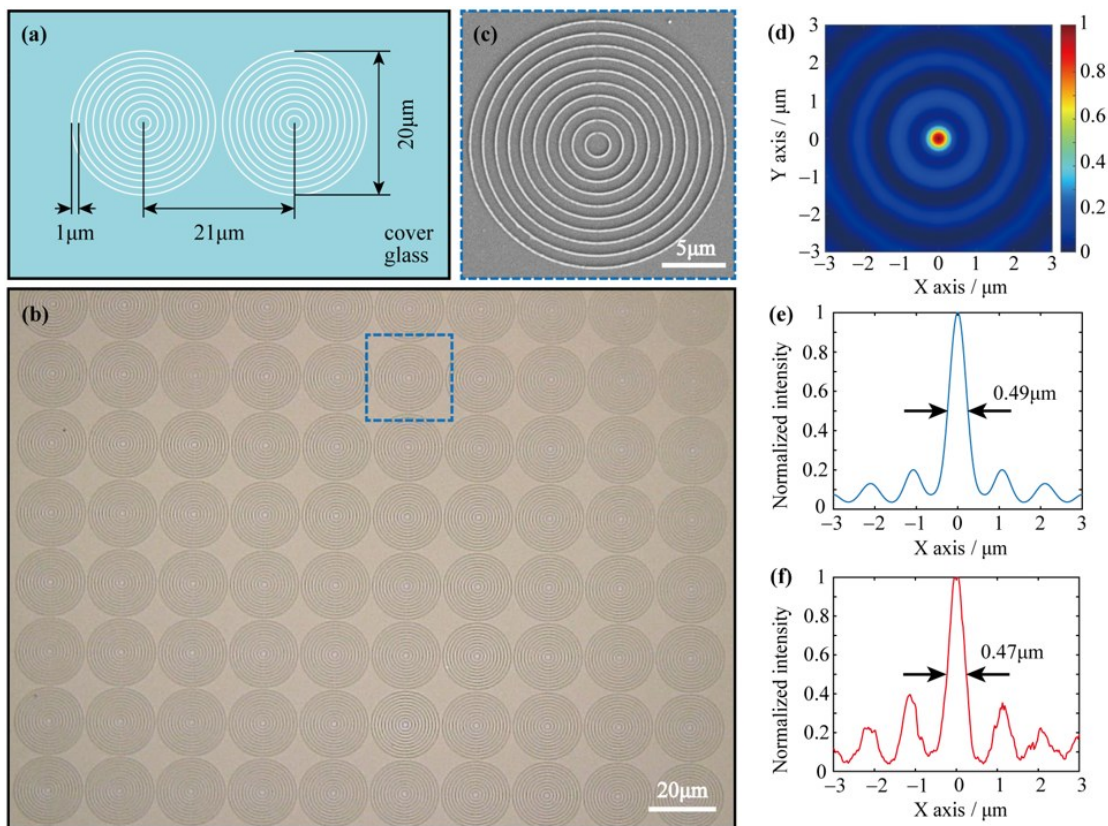 (a)
20μm
1μm
21μm
cover
glass
(c)
5μm
(d)
3
2
1
0
−1
−2
−3
Y axis / μm
−3 −2 −1 0 1 2 3
X axis / μm
1
0.8
0.6
0.4
0.2
0
(b)
20μm
(e)
1
0.8
0.6
0.4
0.2
0
Normalized intensity
0.49μm
−3 −2 −1 0 1 2 3
X axis / μm
(f)
1
0.8
0.6
0.4
0.2
0
Normalized intensity
0.47μm
−3 −2 −1 0 1 2 3
X axis / μm